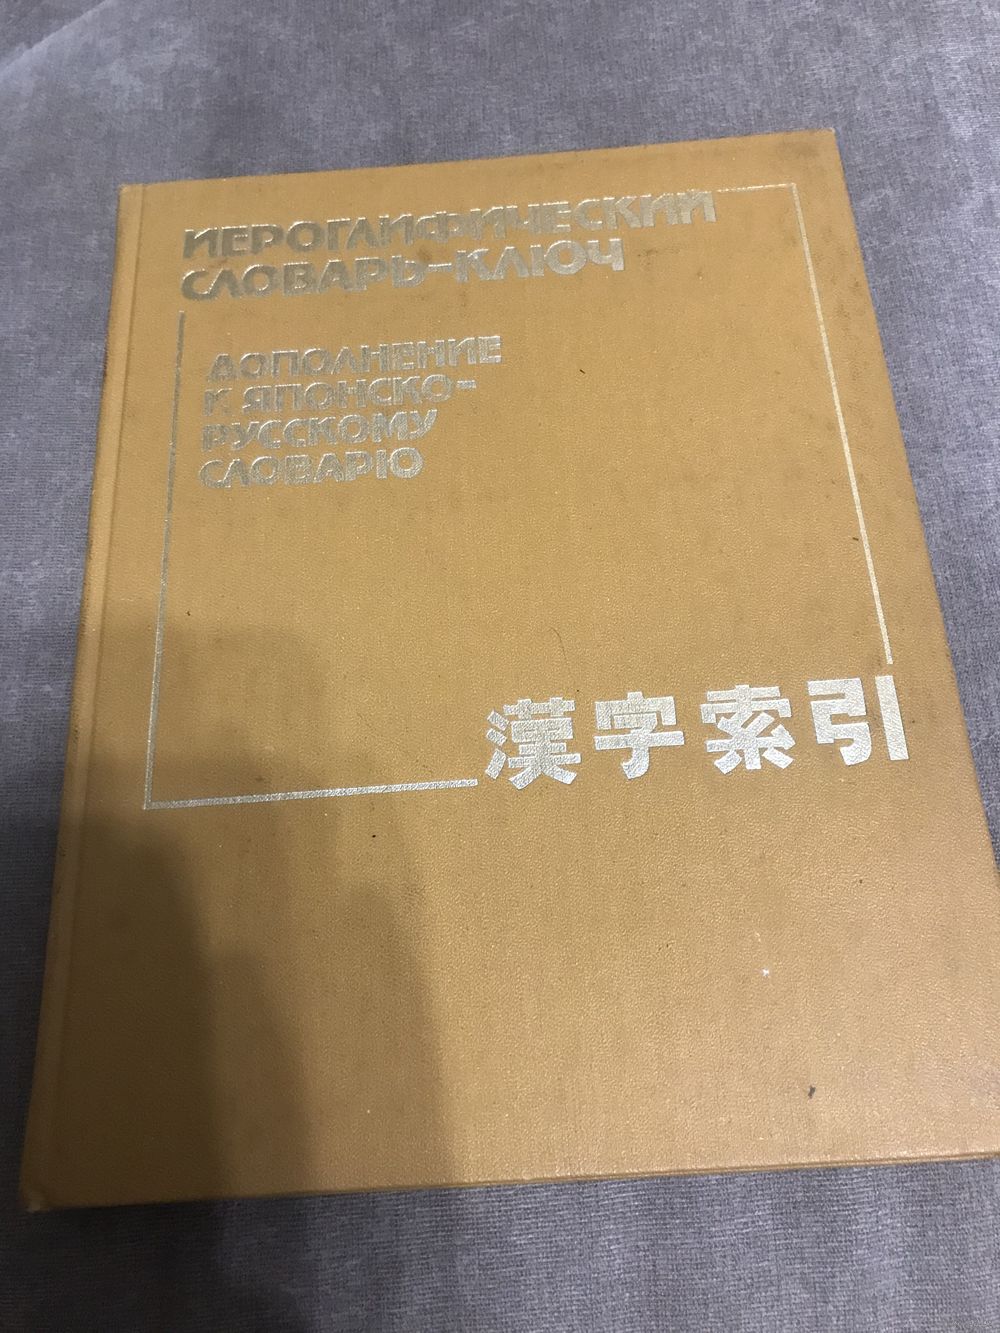 ИЕРОГЛИФИЧЕСКИЙ
СЛОВАРЬ-КЛЮЧ
ДОПОЛНЕНИЕ
К ЯПОНСКО-
РУССКОМУ
СЛОВАРЮ
漢字索引